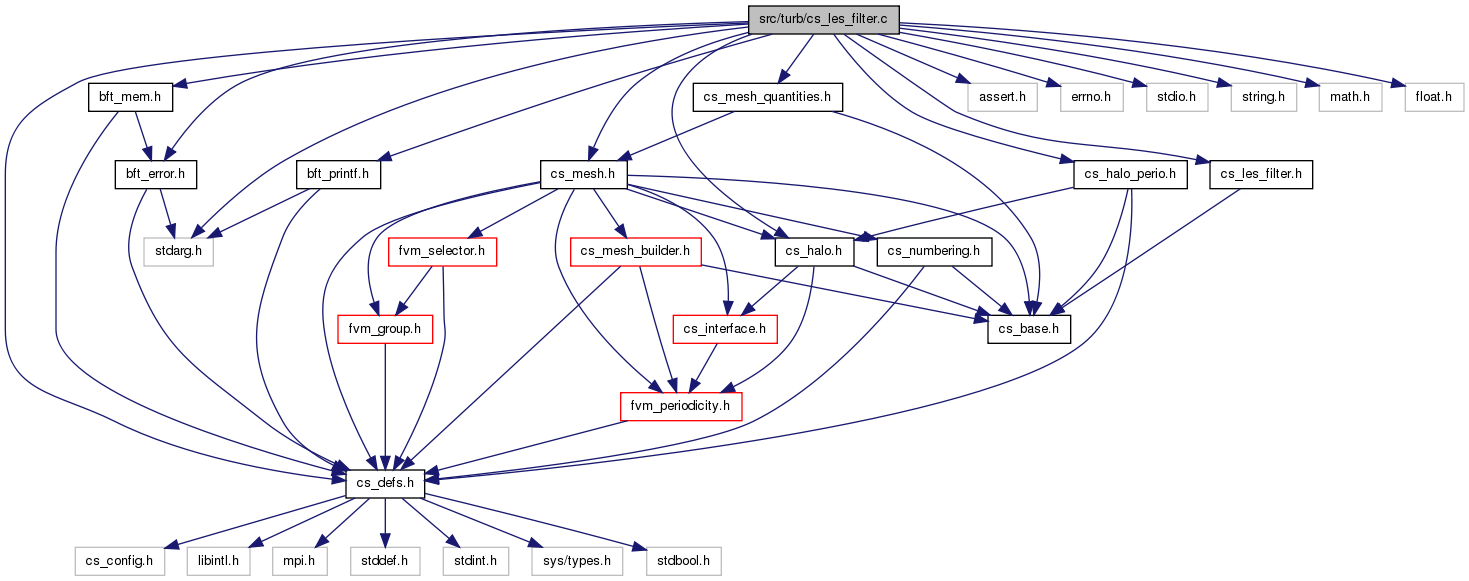 src/turb/cs_les_filter.c
bft_mem.h
cs_mesh_quantities.h
assert.h
errno.h
stdio.h
string.h
math.h
float.h
bft_error.h
bft_printf.h
cs_mesh.h
cs_halo_perio.h
cs_les_filter.h
stdarg.h
fvm_selector.h
cs_mesh_builder.h
cs_halo.h
cs_numbering.h
fvm_group.h
cs_interface.h
cs_base.h
fvm_periodicity.h
cs_defs.h
cs_config.h
libintl.h
mpi.h
stddef.h
stdint.h
sys/types.h
stdbool.h